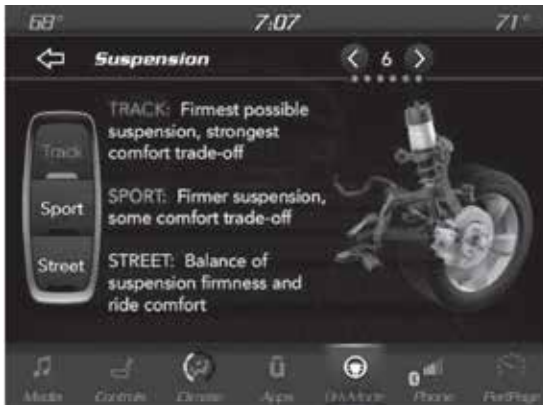 68° 7:07 71°
Suspension 6
TRACK: Firmest possible
suspension, strongest
comfort trade-off
Track
SPORT: Firmer suspension,
some comfort trade-off
Sport
STREET: Balance of
suspension firmness and
ride comfort
Street
Media Controls Climate Apps Phone